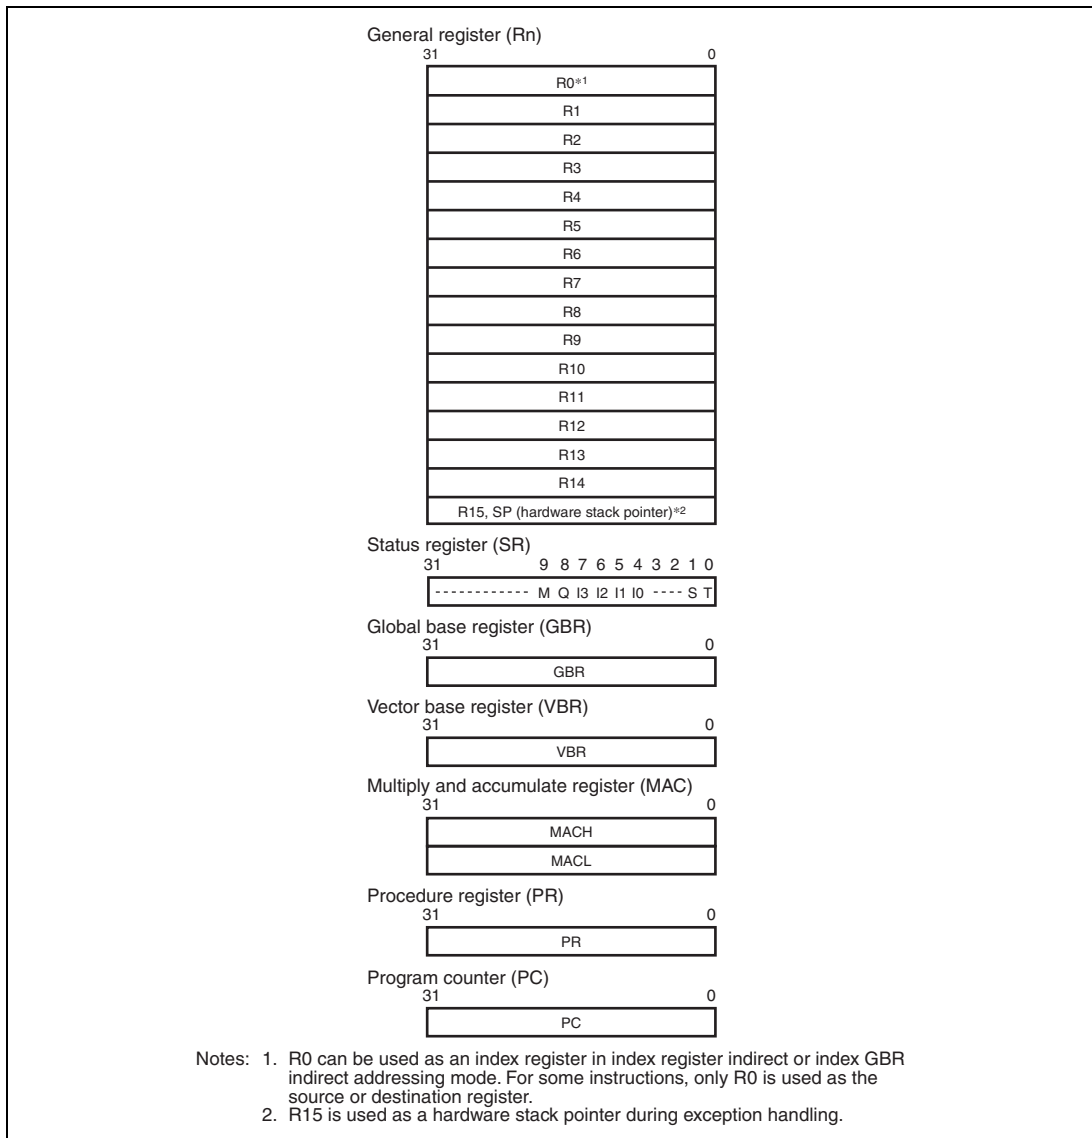 General register (Rn)
31 0
R0*1
R1
R2
R3
R4
R5
R6
R7
R8
R9
R10
R11
R12
R13
R14
R15, SP (hardware stack pointer)*2
Status register (SR)
31 9 8 7 6 5 4 3 2 1 0
------------ M Q I3 I2 I1 I0 ---- S T
Global base register (GBR)
31 0
GBR
Vector base register (VBR)
31 0
VBR
Multiply and accumulate register (MAC)
31 0
MACH
MACL
Procedure register (PR)
31 0
PR
Program counter (PC)
31 0
PC
Notes: 1. R0 can be used as an index register in index register indirect or index GBR
indirect addressing mode. For some instructions, only R0 is used as the
source or destination register.
2. R15 is used as a hardware stack pointer during exception handling.